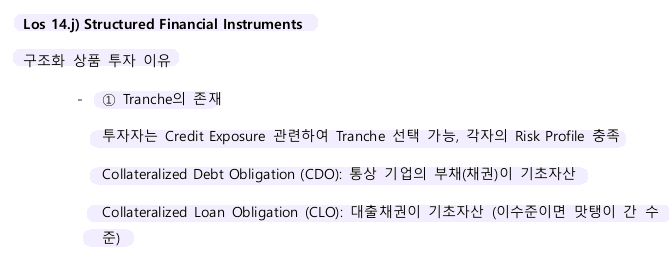 Los 14.j) Structured Financial Instruments
구조화 상품 투자 이유
- ① Tranche의 존재
투자자는 Credit Exposure 관련하여 Tranche 선택 가능, 각자의 Risk Profile 충족
Collateralized Debt Obligation (CDO): 통상 기업의 부채(채권)이 기초자산
Collateralized Loan Obligation (CLO): 대출채권이 기초자산 (이수준이면 맛탱이 간 수
준)